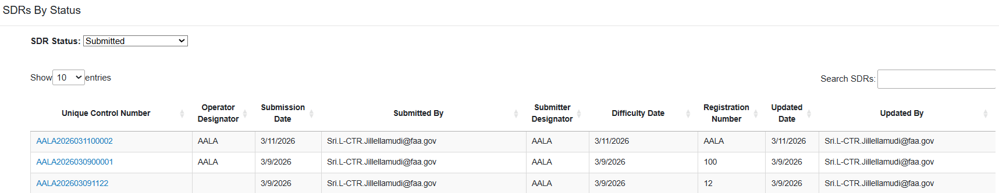 SDRs By Status
SDR Status: Submitted
Show 10 entries
Search SDRs:
Unique Control Number Operator Designator Submission Date Submitted By Submitter Designator Difficulty Date Registration Number Updated Date Updated By
AALA2026031100002 AALA 3/11/2026 Sri.L-CTR.Jillellamudi@faa.gov AALA 3/11/2026 AALA 3/11/2026 Sri.L-CTR.Jillellamudi@faa.gov
AALA2026030900001 AALA 3/9/2026 Sri.L-CTR.Jillellamudi@faa.gov AALA 3/9/2026 100 3/9/2026 Sri.L-CTR.Jillellamudi@faa.gov
AALA202603091122 3/9/2026 Sri.L-CTR.Jillellamudi@faa.gov AALA 3/9/2026 12 3/9/2026 Sri.L-CTR.Jillellamudi@faa.gov